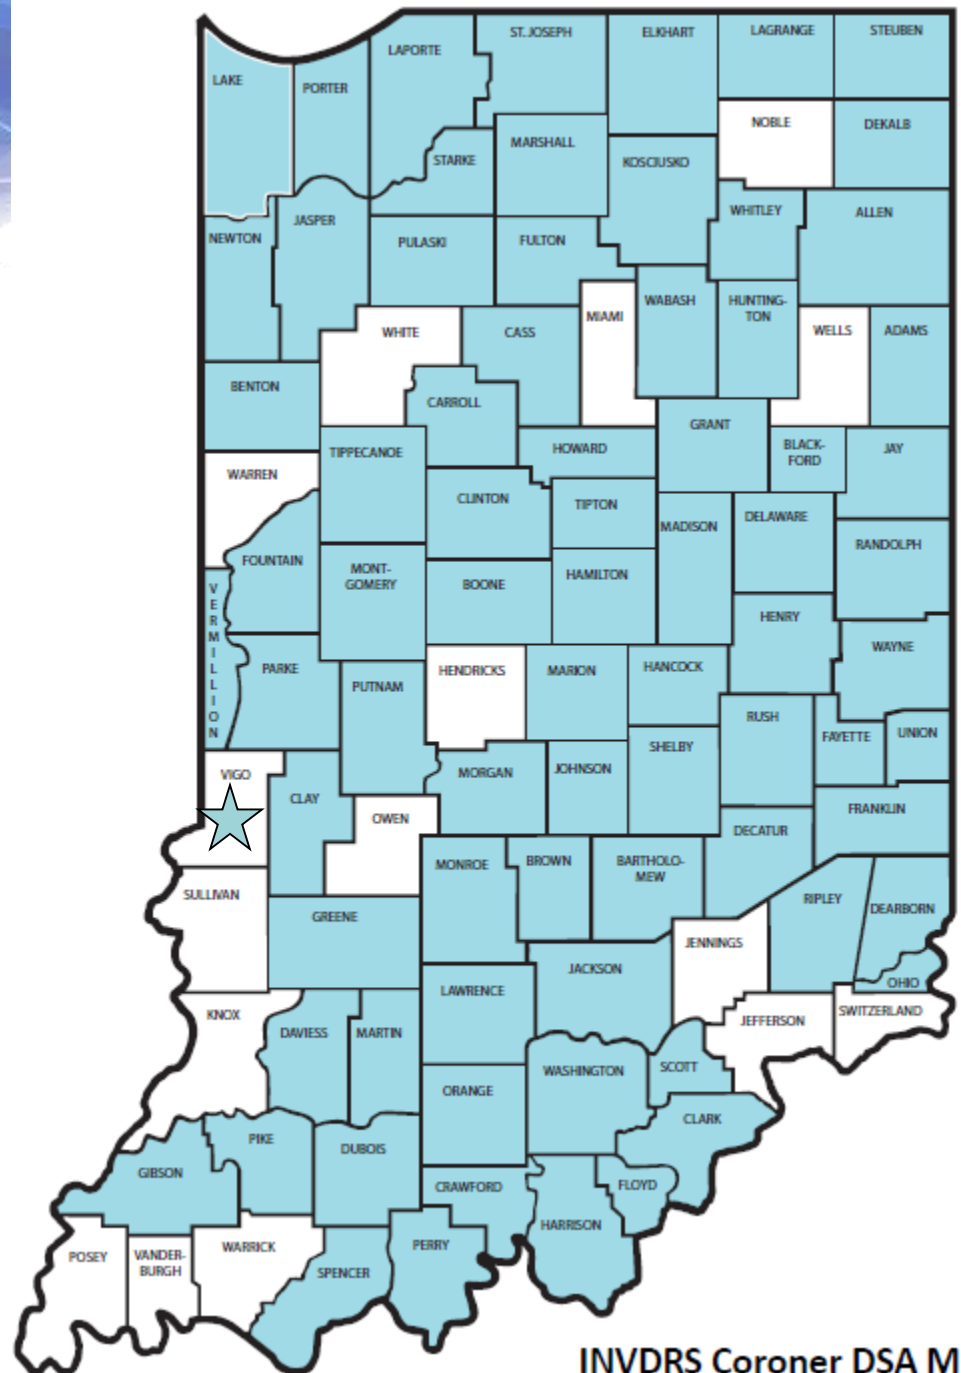 ST. JOSEPH
ELKHART
LAGRANGE
STEUBEN
LAPORTE
LAKE
PORTER
NOBLE
DEKALB
MARSHALL
STARKE
KOSCIUSKO
WHITLEY
ALLEN
JASPER
NEWTON
PULASKI
FULTON
WABASH
HUNTING-
TON
MIAMI
WHITE
CASS
WELLS
ADAMS
BENTON
CARROLL
GRANT
TIPPECANOE
HOWARD
BLACK-
FORD
JAY
WARREN
CLINTON
TIPTON
MADISON
DELAWARE
RANDOLPH
FOUNTAIN
MONT-
GOMERY
BOONE
HAMILTON
VERMILLION
HENRY
WAYNE
PARKE
PUTNAM
HENDRICKS
MARION
HANCOCK
RUSH
FAYETTE
UNION
VIGO
CLAY
MORGAN
JOHNSON
SHELBY
FRANKLIN
OWEN
DECATUR
MONROE
BROWN
BARTHOLO-
MEW
SULLIVAN
GREENE
RIPLEY
DEARBORN
JENNINGS
JACKSON
OHIO
LAWRENCE
KNOX
DAVIESS
MARTIN
JEFFERSON
SWITZERLAND
WASHINGTON
SCOTT
ORANGE
CLARK
PIKE
DUBOIS
GIBSON
CRAWFORD
FLOYD
HARRISON
POSEY
VANDER-
BURGH
WARRICK
PERRY
SPENCER
INVDRS Coroner DSA M